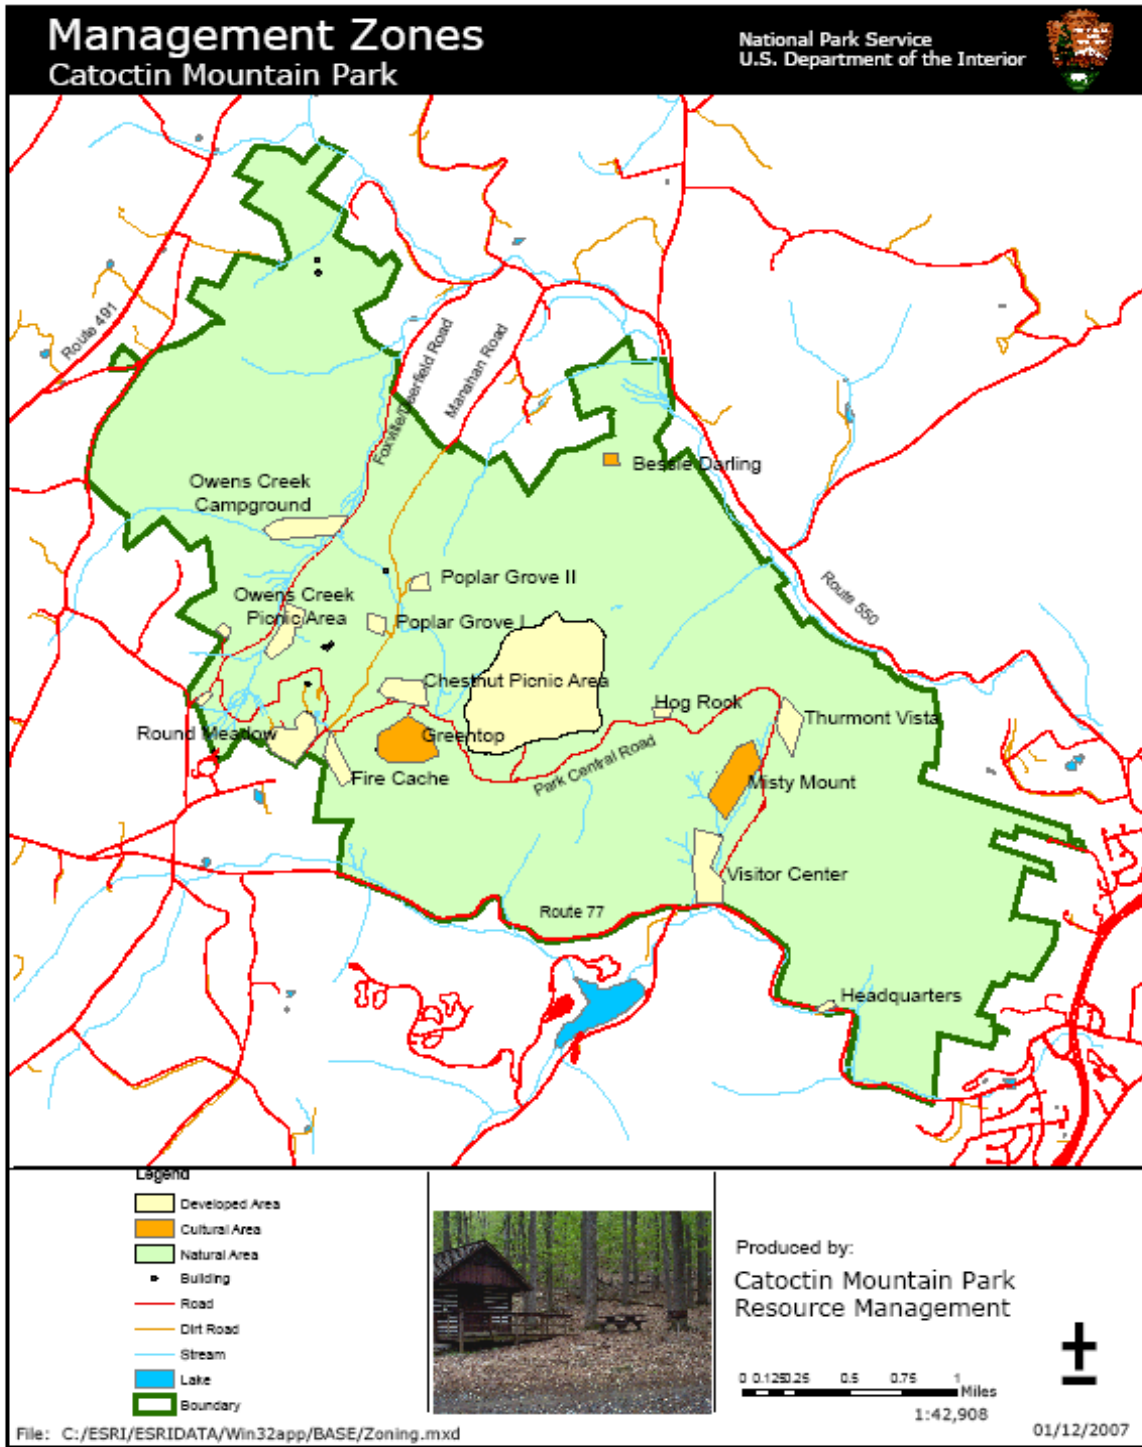 Management Zones
Catoctin Mountain Park
National Park Service
U.S. Department of the Interior
Route 491
Foxville/Deerfield Road
Manahan Road
Bessie Darling
Owens Creek
Campground
Route 550
Poplar Grove II
Owens Creek
Picnic Area
Poplar Grove I
Chestnut Picnic Area
Hog Rock
Thurmont Vista
Round Meadow
Greentop
Park Central Road
Fire Cache
Misty Mount
Visitor Center
Route 77
Headquarters
Legend
Developed Area
Cultural Area
Natural Area
Building
Road
Dirt Road
Stream
Lake
Boundary
Produced by:
Catoctin Mountain Park
Resource Management
0 0.125 0.25 0.5 0.75 1
Miles
1:42,908
File: C:/ESRI/ESRIDATA/Win32app/BASE/Zoning.mxd
01/12/2007